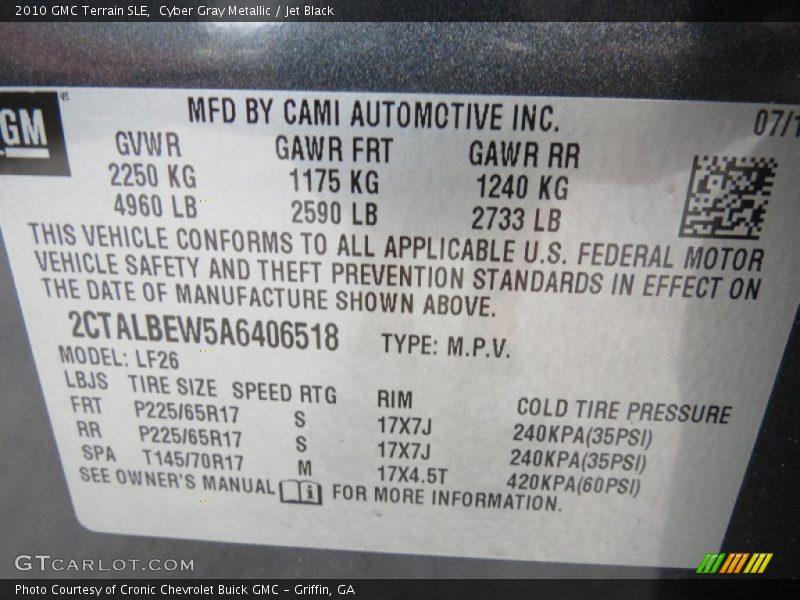 2010 GMC Terrain SLE, Cyber Gray Metallic / Jet Black
GM
MFD BY CAMI AUTOMOTIVE INC. 07/1
GVWR GAWR FRT GAWR RR
2250 KG 1175 KG 1240 KG
4960 LB 2590 LB 2733 LB
THIS VEHICLE CONFORMS TO ALL APPLICABLE U.S. FEDERAL MOTOR
VEHICLE SAFETY AND THEFT PREVENTION STANDARDS IN EFFECT ON
THE DATE OF MANUFACTURE SHOWN ABOVE.
2CTALBEW5A6406518 TYPE: M.P.V.
MODEL: LF26
LBJS TIRE SIZE SPEED RTG RIM COLD TIRE PRESSURE
FRT P225/65R17 S 17X7J 240KPA(35PSI)
RR P225/65R17 S 17X7J 240KPA(35PSI)
SPA T145/70R17 M 17X4.5T 420KPA(60PSI)
SEE OWNER'S MANUAL FOR MORE INFORMATION.
GTCARLOT.COM
Photo Courtesy of Cronic Chevrolet Buick GMC – Griffin, GA